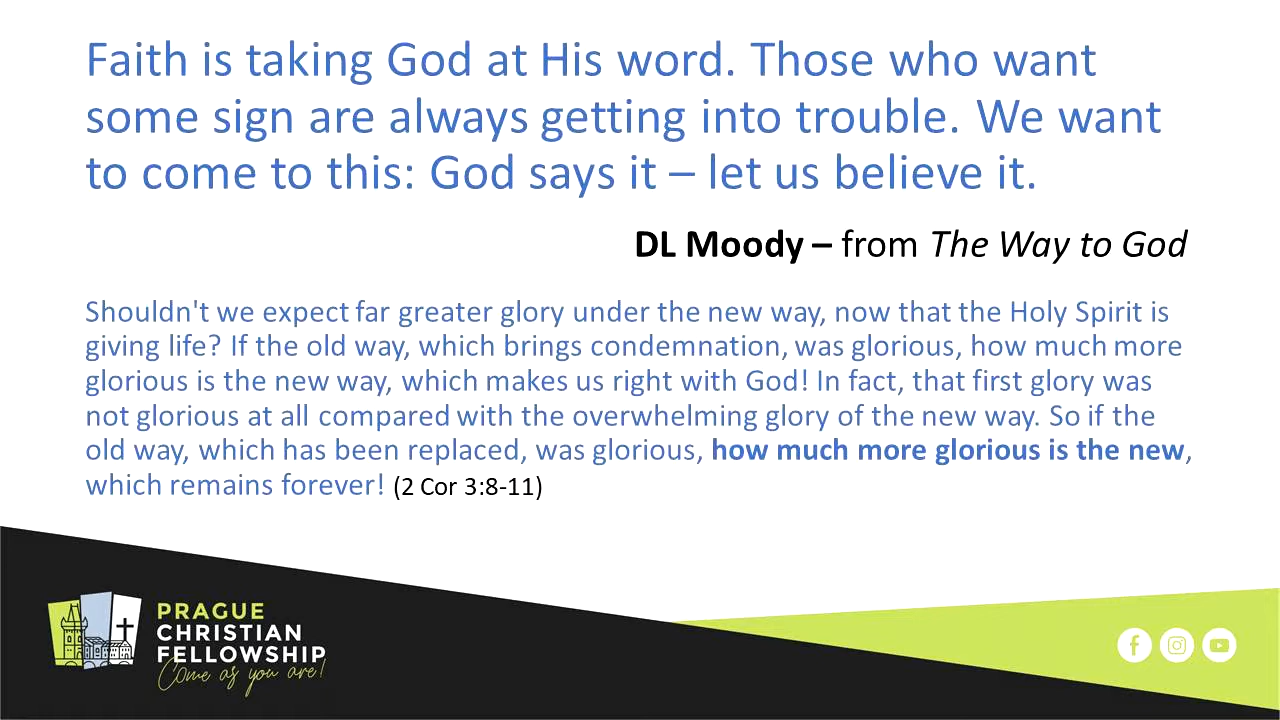 Faith is taking God at His word. Those who want
some sign are always getting into trouble. We want
to come to this: God says it – let us believe it.
DL Moody – from The Way to God
Shouldn't we expect far greater glory under the new way, now that the Holy Spirit is
giving life? If the old way, which brings condemnation, was glorious, how much more
glorious is the new way, which makes us right with God! In fact, that first glory was
not glorious at all compared with the overwhelming glory of the new way. So if the
old way, which has been replaced, was glorious, how much more glorious is the new,
which remains forever! (2 Cor 3:8-11)
PRAGUE
CHRISTIAN
FELLOWSHIP
Come as you are!